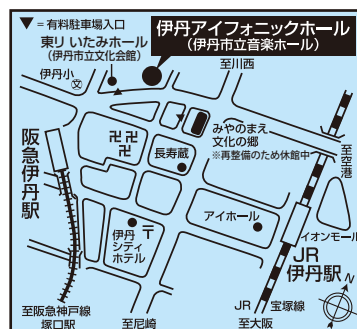 ▼=有料駐車場入口
伊丹アイフォニックホール
(伊丹市立音楽ホール)
東リ いたみホール
(伊丹市立文化会館)
伊丹小
文
至川西
みやのまえ
文化の郷
※再整備のため休館中
至空港
阪急伊丹駅
卍卍
卍
長寿蔵
アイホール
伊丹
シティ
ホテル
〒
イオンモール
JR
伊丹駅
N
至阪急神戸線
塚口駅
至尼崎
JR 宝塚線
至大阪